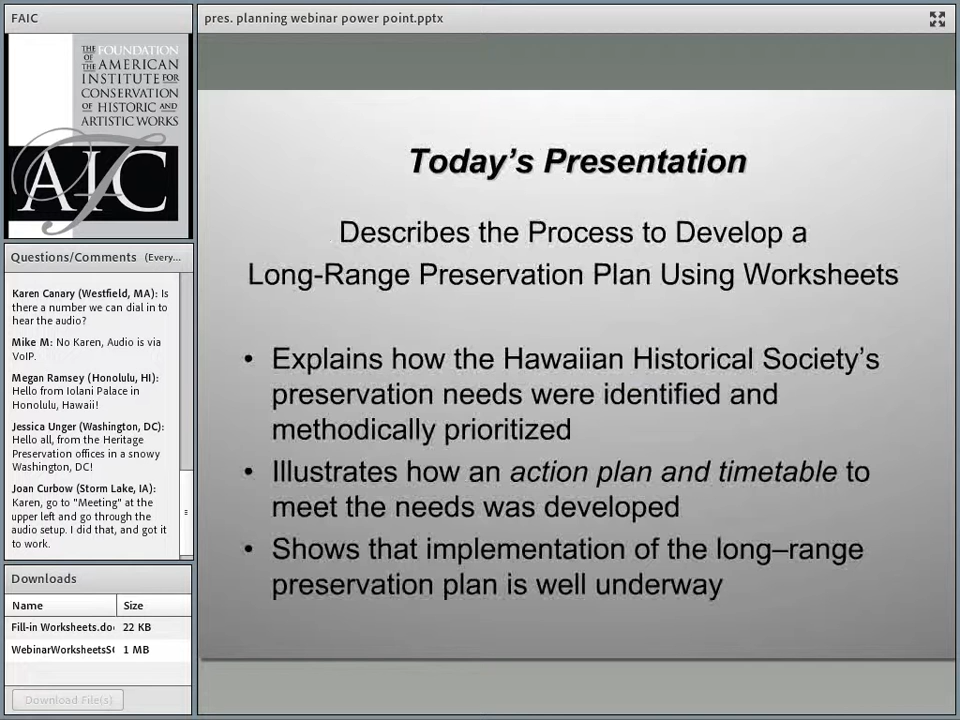 FAIC
THE FOUNDATION
OF THE AMERICAN
INSTITUTE FOR
CONSERVATION
OF HISTORIC AND
ARTISTIC WORKS
AIC
Questions/Comments (Every...
Karen Canary (Westfield, MA): Is
there a number we can dial in to
hear the audio?
Mike M: No Karen, Audio is via
VoIP.
Megan Ramsey (Honolulu, HI):
Hello from Iolani Palace in
Honolulu, Hawaii!
Jessica Unger (Washington, DC):
Hello all, from the Heritage
Preservation offices in a snowy
Washington, DC!
Joan Curbow (Storm Lake, IA):
Karen, go to "Meeting" at the
upper left and go through the
audio setup. I did that, and got it
to work.
Downloads
Name Size
Fill-in Worksheets.do 22 KB
WebinarWorksheetsS 1 MB
Download File(s)
pres. planning webinar power point.pptx
Today's Presentation
Describes the Process to Develop a
Long-Range Preservation Plan Using Worksheets
• Explains how the Hawaiian Historical Society's
preservation needs were identified and
methodically prioritized
• Illustrates how an action plan and timetable to
meet the needs was developed
• Shows that implementation of the long–range
preservation plan is well underway